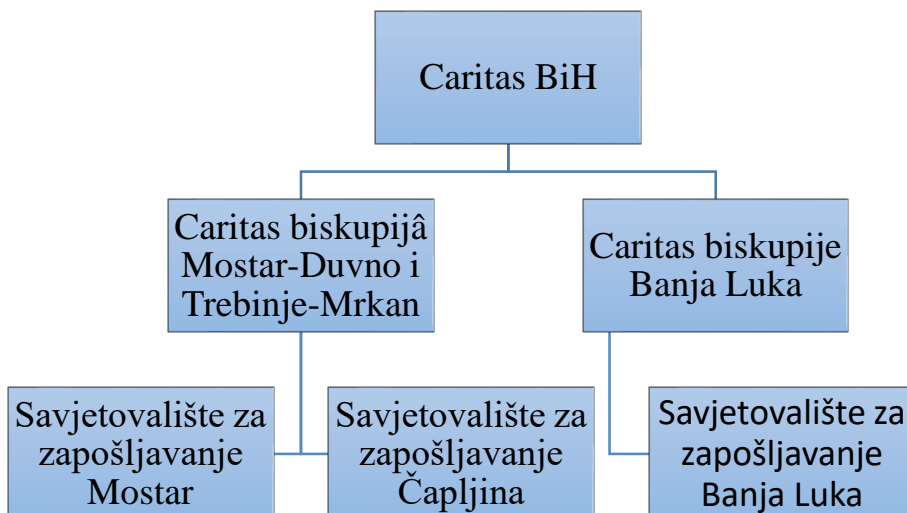 Caritas BiH
Caritas biskupijâ
Mostar-Duvno i
Trebinje-Mrkan
Caritas biskupije
Banja Luka
Savjetovalište za
zapošljavanje
Mostar
Savjetovalište za
zapošljavanje
Čapljina
Savjetovalište za
zapošljavanje
Banja Luka